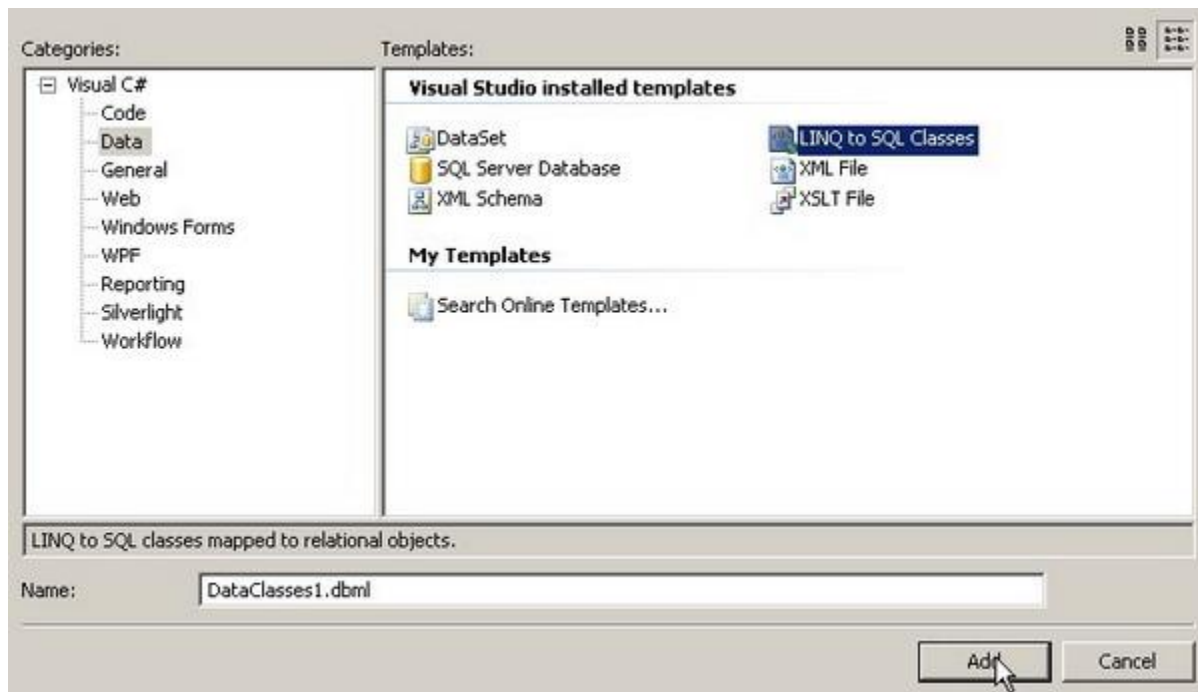 Categories:
Templates:
Visual C#
Code
Data
General
Web
Windows Forms
WPF
Reporting
Silverlight
Workflow
Visual Studio installed templates
DataSet
LINQ to SQL Classes
SQL Server Database
XML File
XML Schema
XSLT File
My Templates
Search Online Templates...
LINQ to SQL classes mapped to relational objects.
Name:
DataClasses1.dbml
Add
Cancel